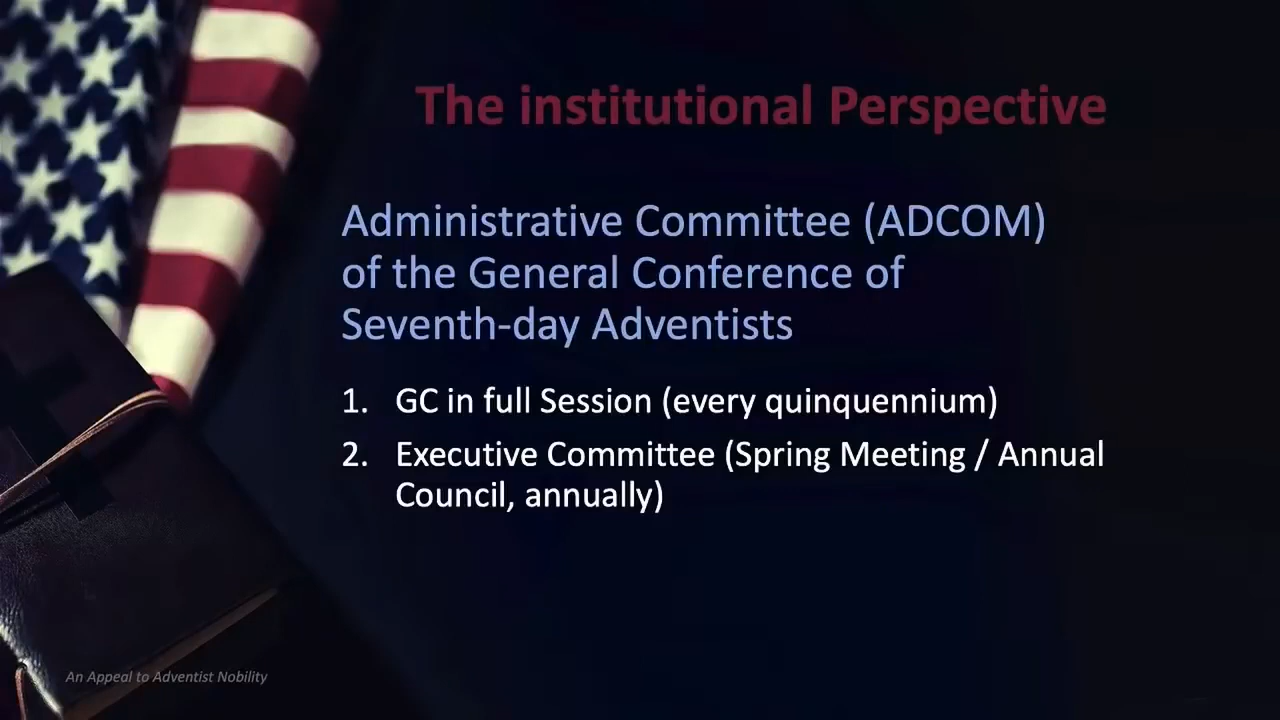 The institutional Perspective
Administrative Committee (ADCOM)
of the General Conference of
Seventh-day Adventists
1. GC in full Session (every quinquennium)
2. Executive Committee (Spring Meeting / Annual
Council, annually)
An Appeal to Adventist Nobility